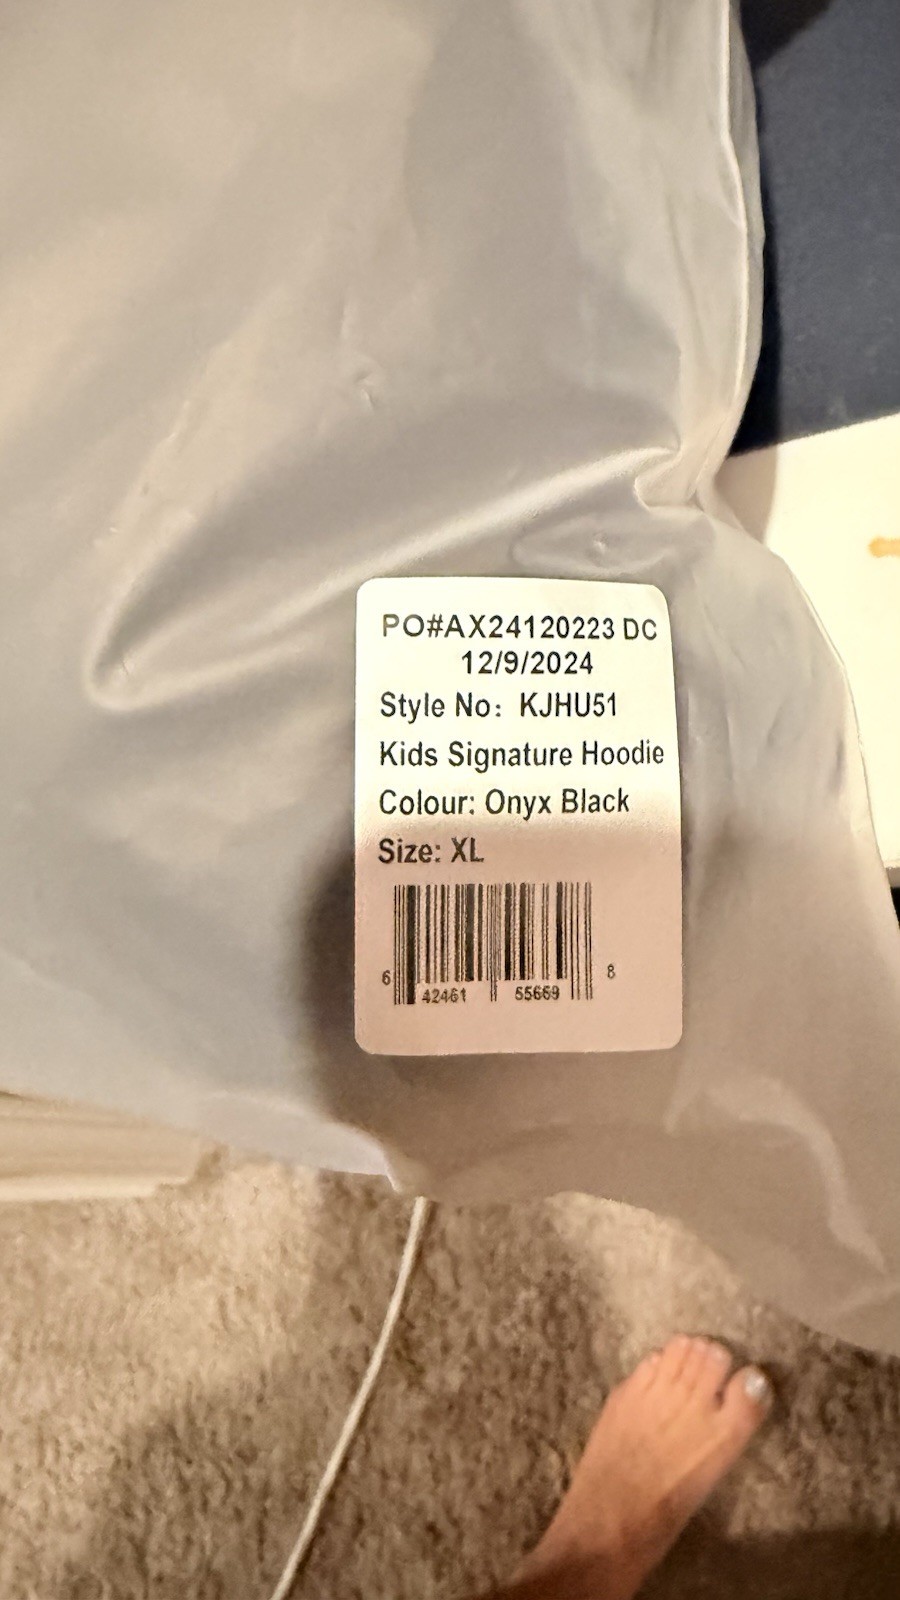 PO#AX24120223 DC
12/9/2024
Style No: KJHU51
Kids Signature Hoodie
Colour: Onyx Black
Size: XL
6 42461 55669 8